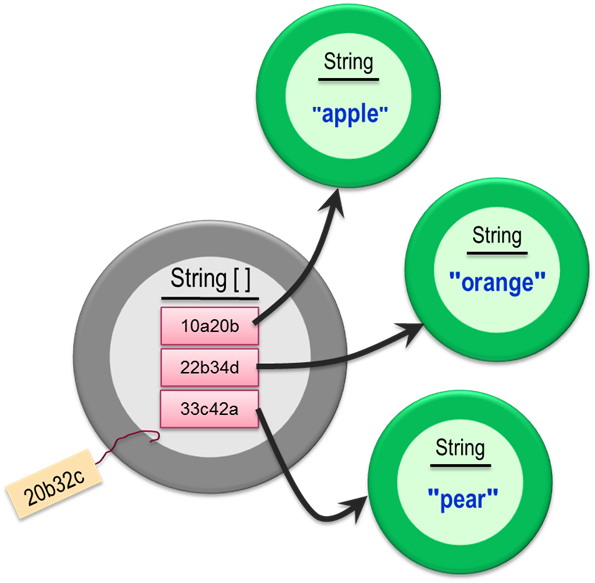 String
"apple"
String
"orange"
String [ ]
10a20b
22b34d
33c42a
20b32c
String
"pear"